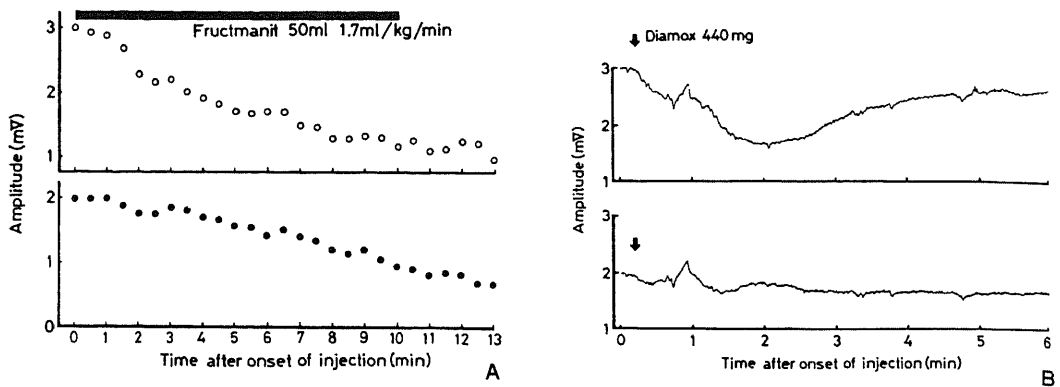 Fructmanit 50ml 1.7ml/kg/min
3
2
1
2
1
0
Amplitude (mV)
0 1 2 3 4 5 6 7 8 9 10 11 12 13
Time after onset of injection (min)
A
Diamox 440 mg
3
2
1
3
2
1
Amplitude (mV)
0 1 2 3 4 5 6
Time after onset of injection (min)
B